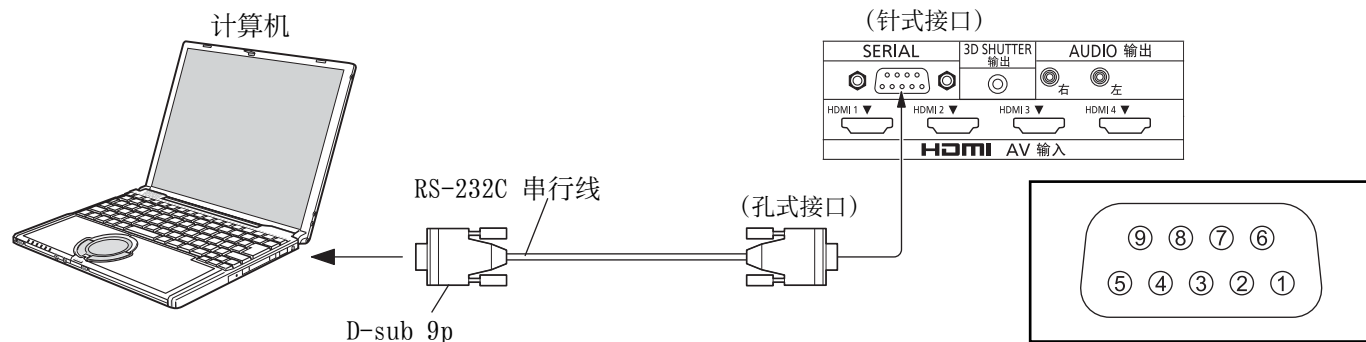 计算机
(针式接口)
SERIAL
3D SHUTTER
输出
AUDIO 输出
右
左
HDMI 1 ▼
HDMI 2 ▼
HDMI 3 ▼
HDMI 4 ▼
HDMI AV 输入
RS-232C 串行线
(孔式接口)
D-sub 9p
⑨ ⑧ ⑦ ⑥
⑤ ④ ③ ② ①